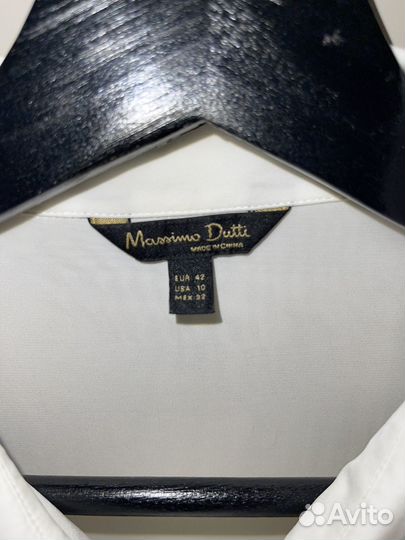 Massimo Dutti
MADE IN CHINA
EUR 42
USA 10
MEX 32
Avito